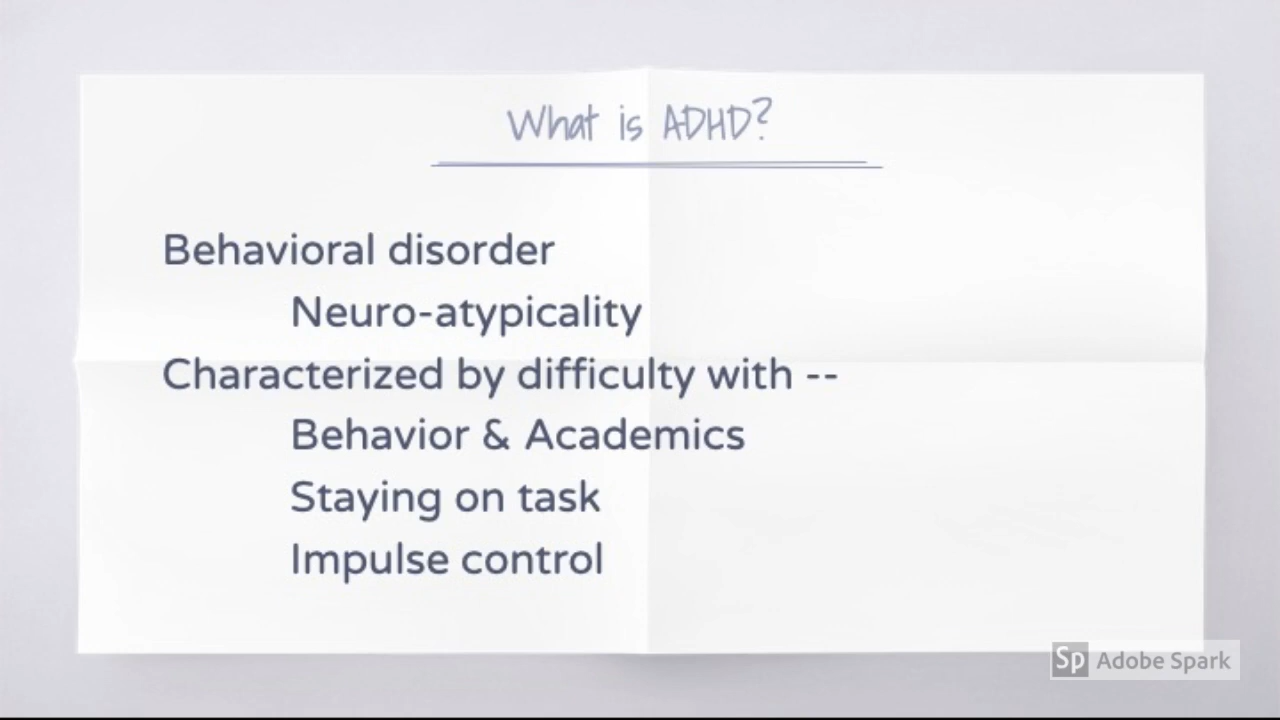 What is ADHD?
Behavioral disorder
Neuro-atypicality
Characterized by difficulty with --
Behavior & Academics
Staying on task
Impulse control
Sp Adobe Spark